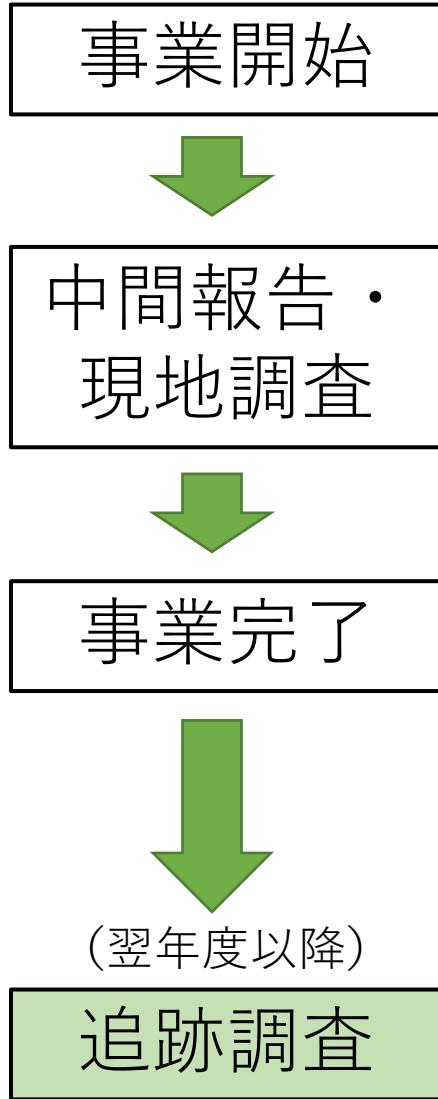 事業開始
中間報告・
現地調査
事業完了
（翌年度以降）
追跡調査